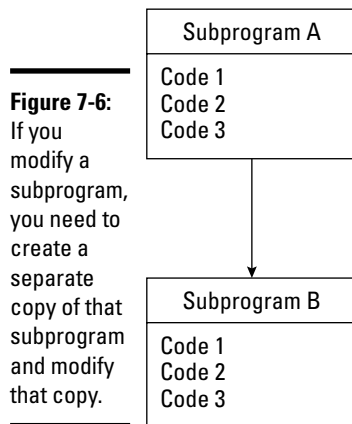 Figure 7-6:
If you
modify a
subprogram,
you need to
create a
separate
copy of that
subprogram
and modify
that copy.
Subprogram A
Code 1
Code 2
Code 3
Subprogram B
Code 1
Code 2
Code 3